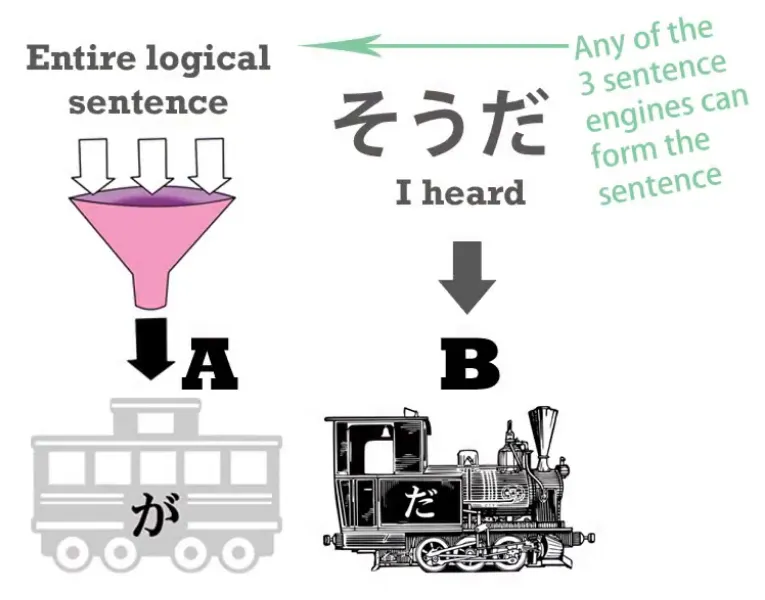 Entire logical
sentence
そうだ
I heard
Any of the
3 sentence
engines can
form the
sentence
A
B
が
だ